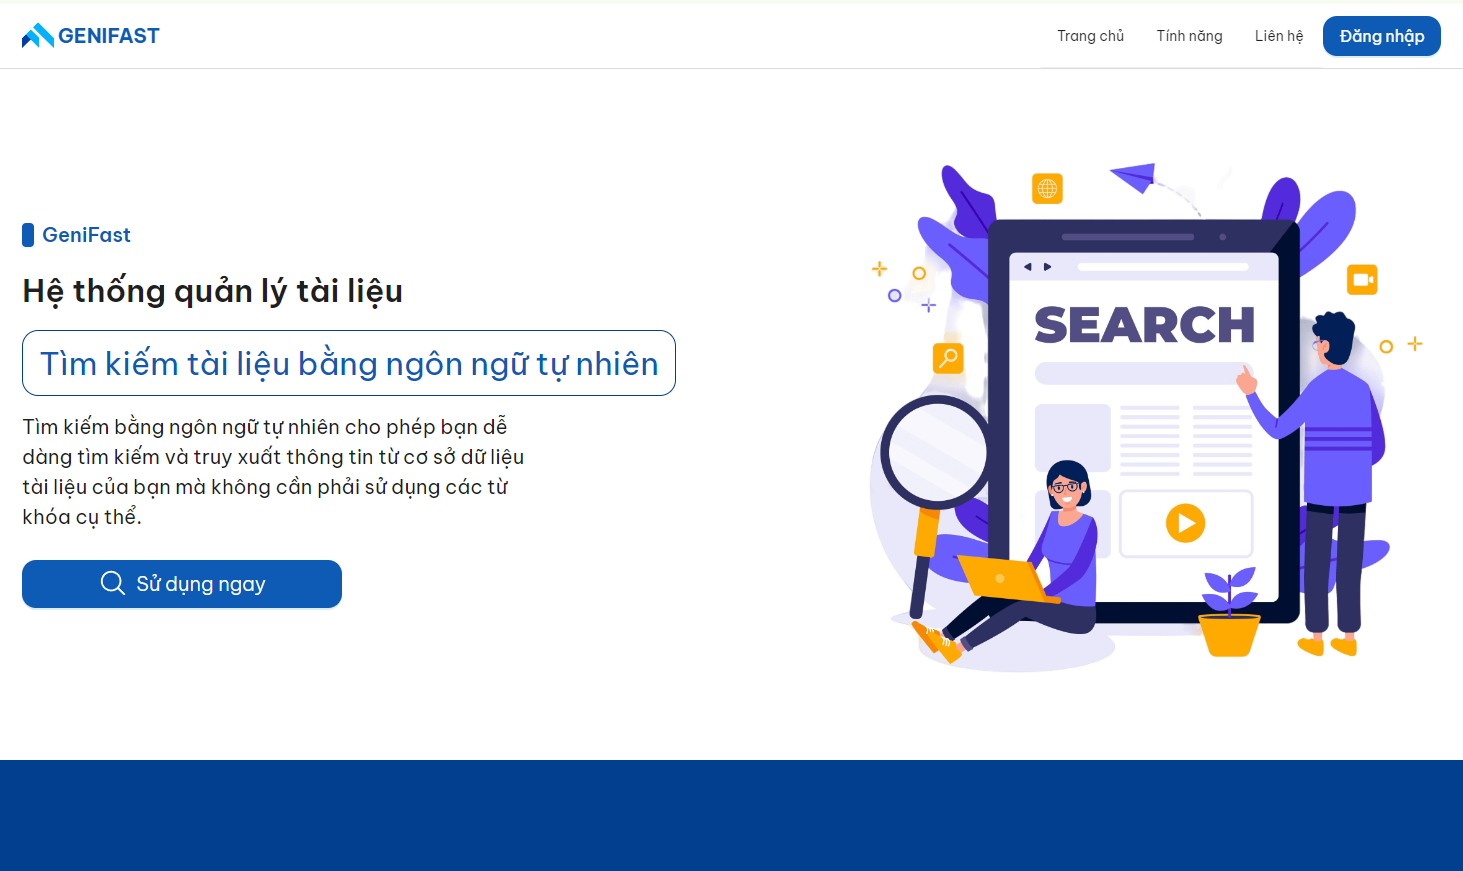 GENIFAST
Trang chủ
Tính năng
Liên hệ
Đăng nhập
GeniFast
Hệ thống quản lý tài liệu
Tìm kiếm tài liệu bằng ngôn ngữ tự nhiên
Tìm kiếm bằng ngôn ngữ tự nhiên cho phép bạn dễ
dàng tìm kiếm và truy xuất thông tin từ cơ sở dữ liệu
tài liệu của bạn mà không cần phải sử dụng các từ
khóa cụ thể.
Sử dụng ngay
SEARCH